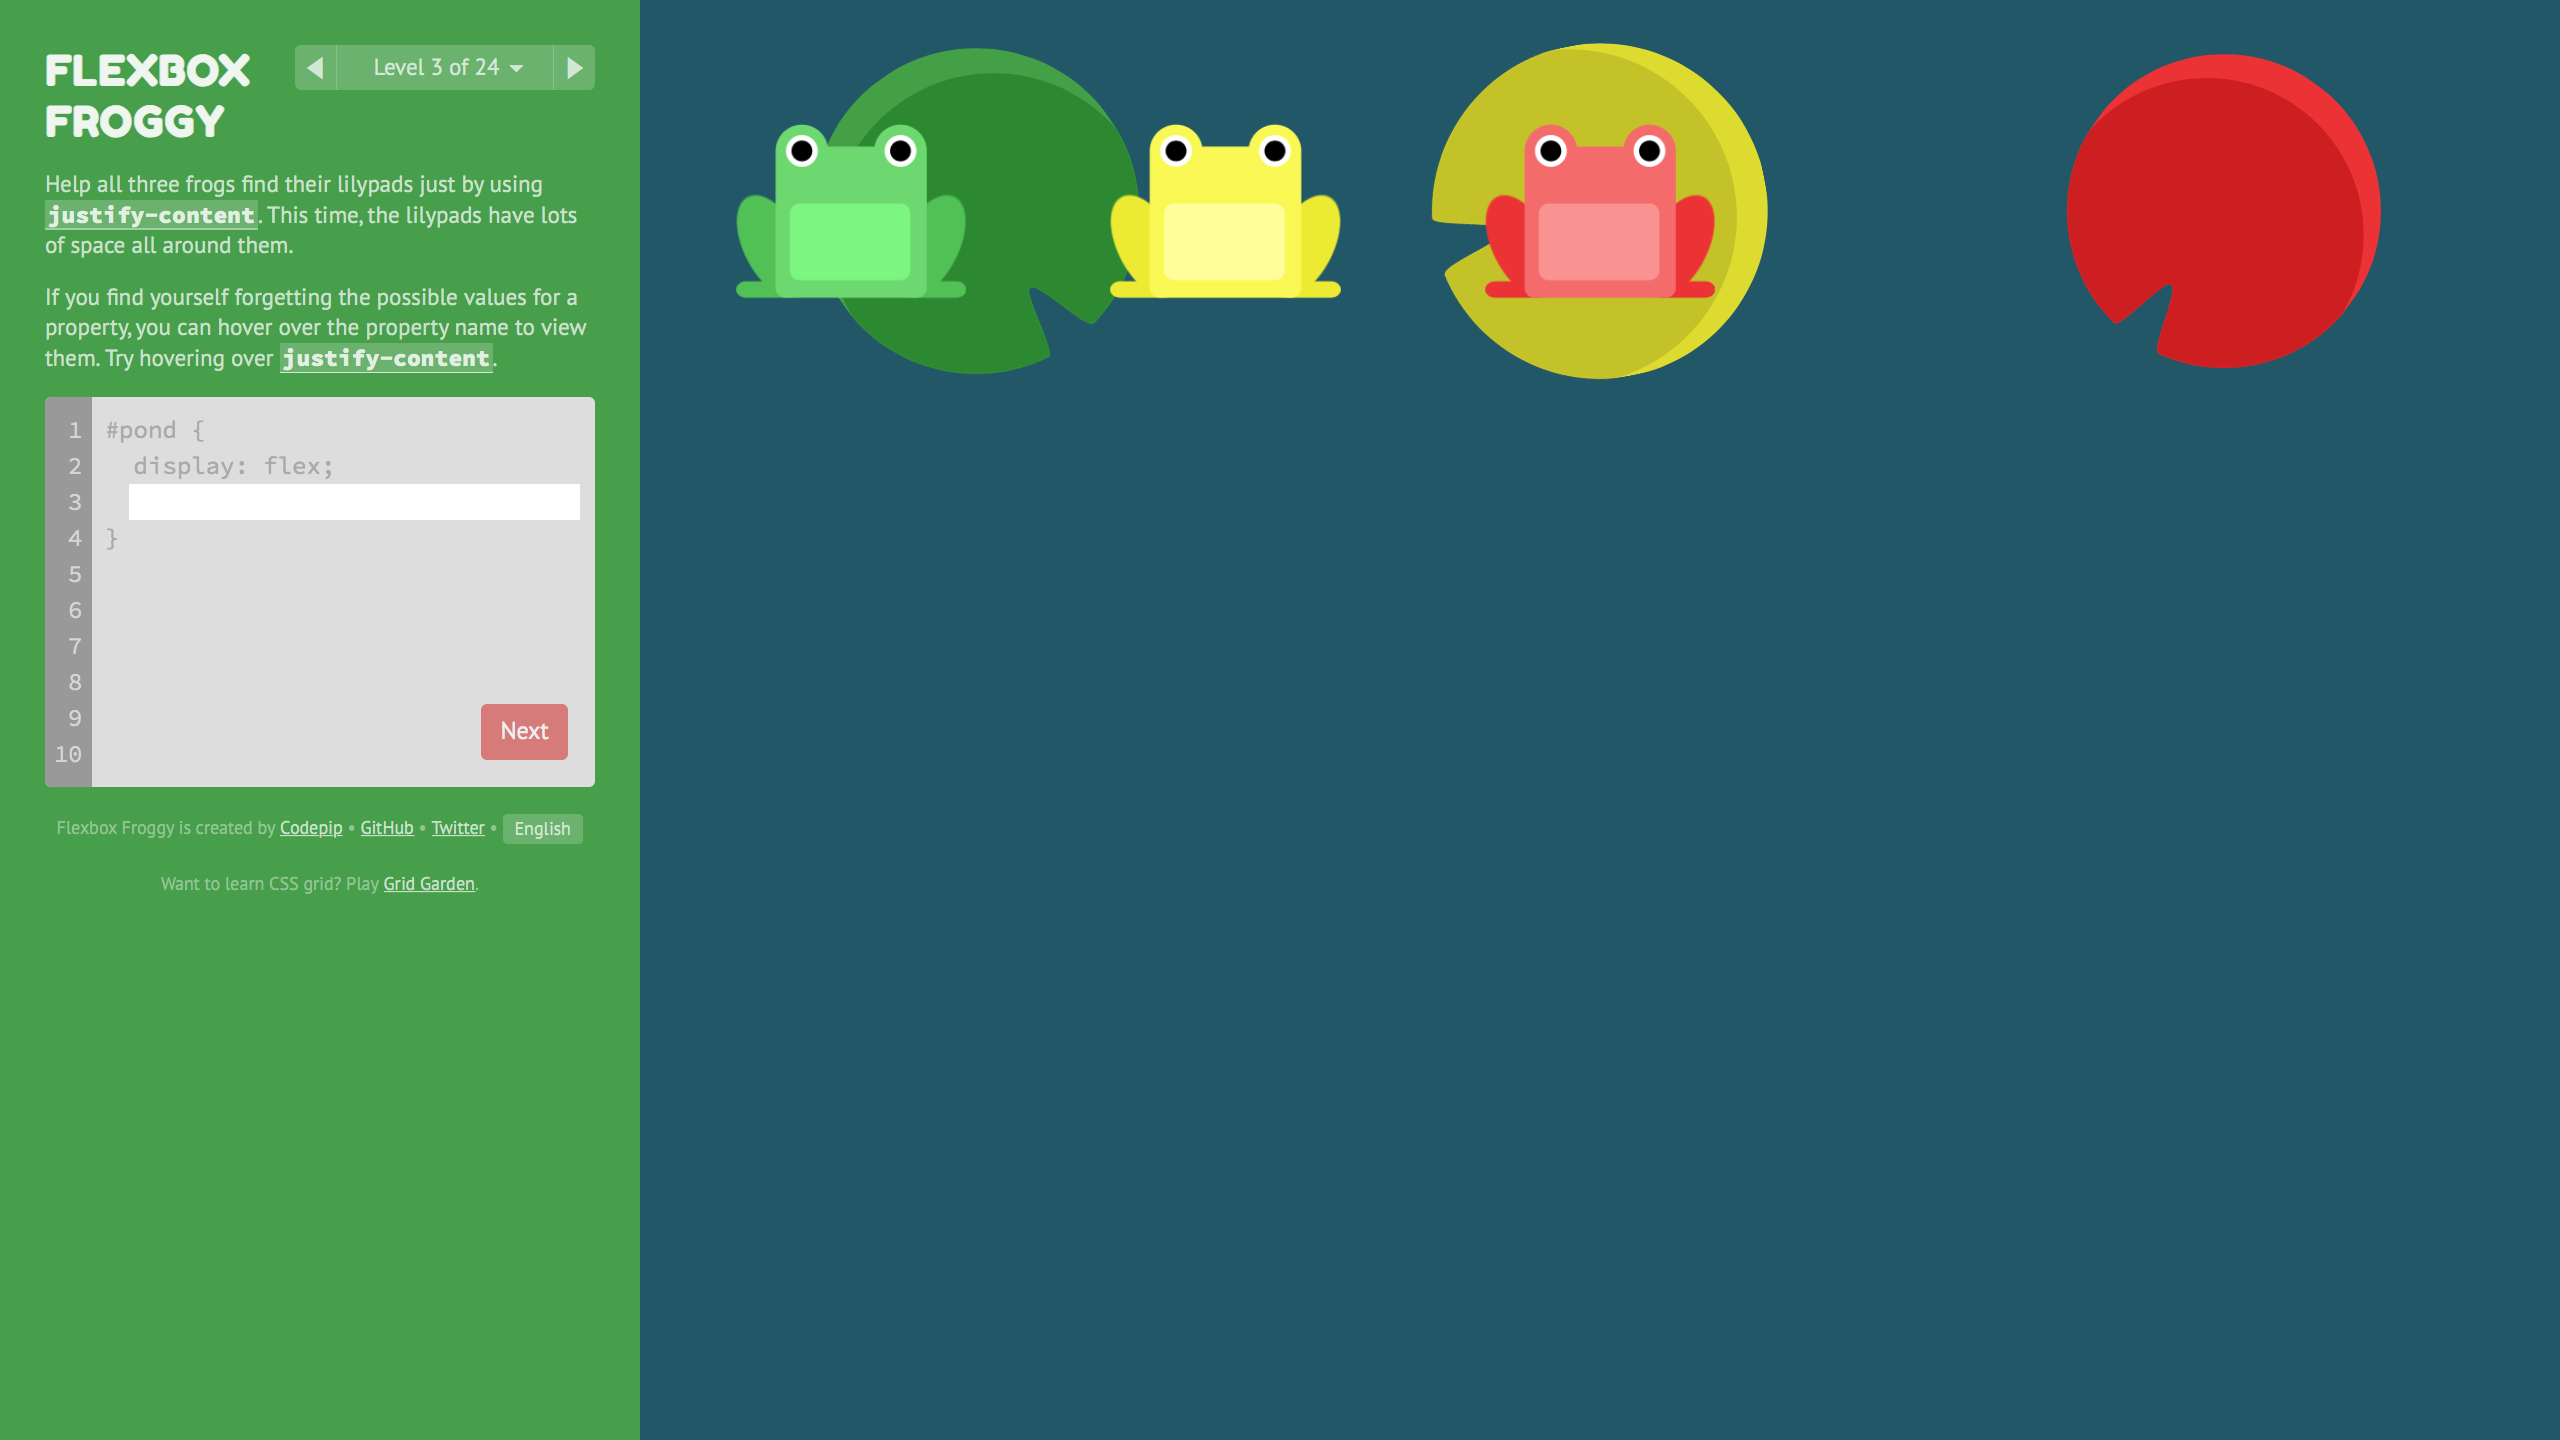 FLEXBOX
FROGGY
Level 3 of 24
Help all three frogs find their lilypads just by using
justify-content. This time, the lilypads have lots
of space all around them.
If you find yourself forgetting the possible values for a
property, you can hover over the property name to view
them. Try hovering over justify-content.
1 #pond {
2 display: flex;
3
4 }
5
6
7
8
9
10
Next
Flexbox Froggy is created by Codepip • GitHub • Twitter • English
Want to learn CSS grid? Play Grid Garden.